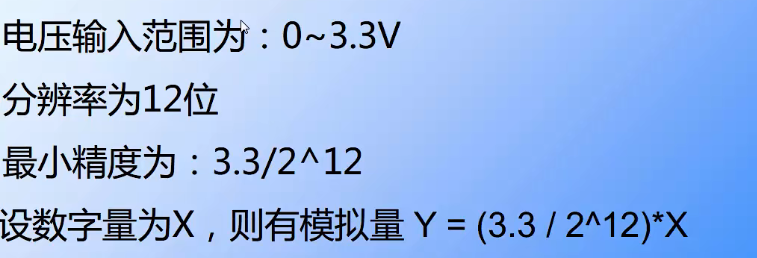 电压输入范围为：0~3.3V
分辨率为12位
最小精度为：3.3/2^12
设数字量为X，则有模拟量 Y = (3.3 / 2^12)*X